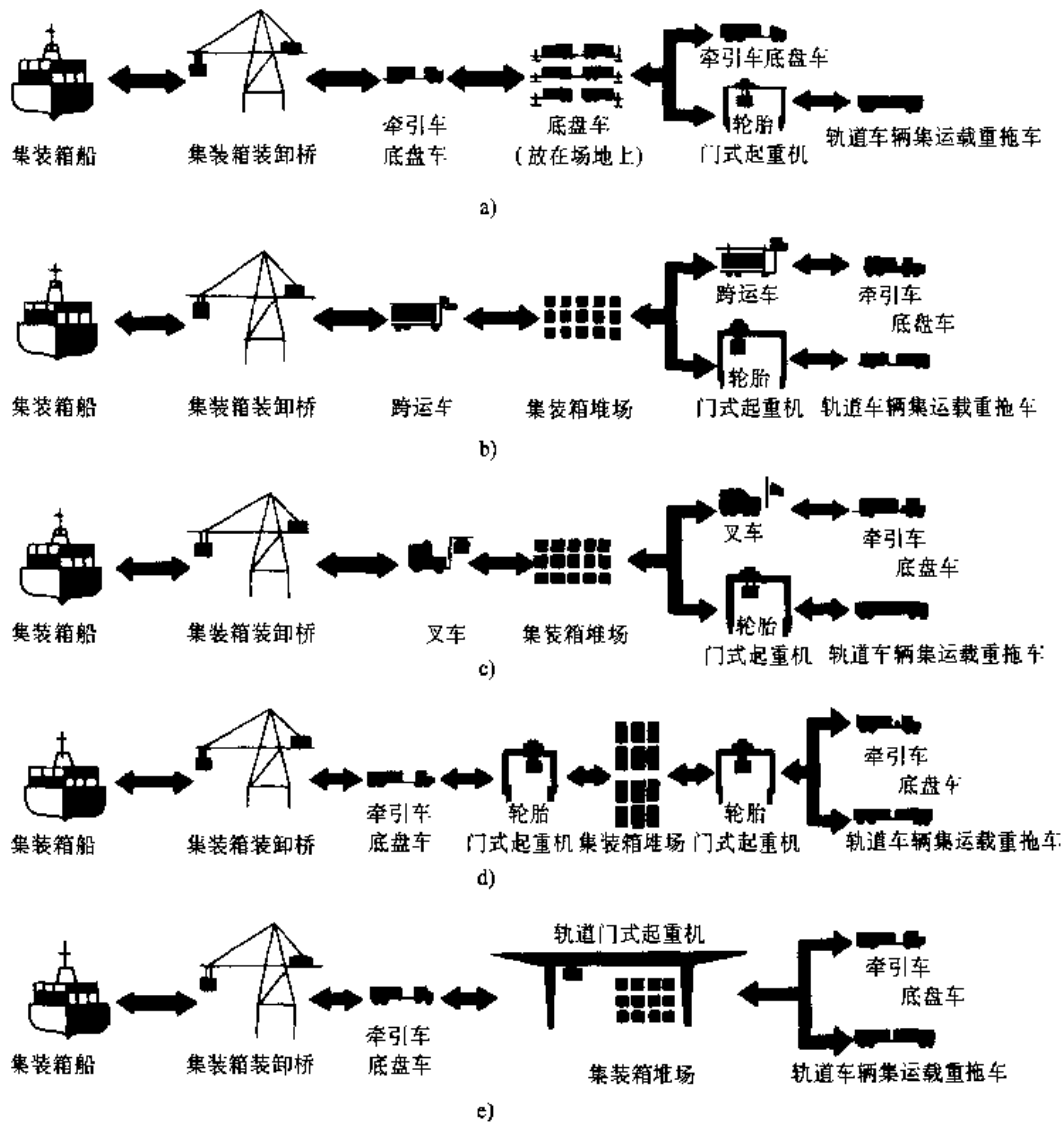 牵引车底盘车
轮胎
集装箱船
集装箱装卸桥
牵引车
底盘车
底盘车
(放在场地上)
门式起重机
轨道车辆集运载重拖车
a)
跨运车
牵引车
底盘车
轮胎
集装箱船
集装箱装卸桥
跨运车
集装箱堆场
门式起重机
轨道车辆集运载重拖车
b)
叉车
牵引车
底盘车
轮胎
集装箱船
集装箱装卸桥
叉车
集装箱堆场
门式起重机
轨道车辆集运载重拖车
c)
牵引车
底盘车
集装箱船
集装箱装卸桥
牵引车
底盘车
轮胎
门式起重机
集装箱堆场
轮胎
门式起重机
轨道车辆集运载重拖车
d)
轨道门式起重机
牵引车
底盘车
集装箱船
集装箱装卸桥
牵引车
底盘车
集装箱堆场
轨道车辆集运载重拖车
e)